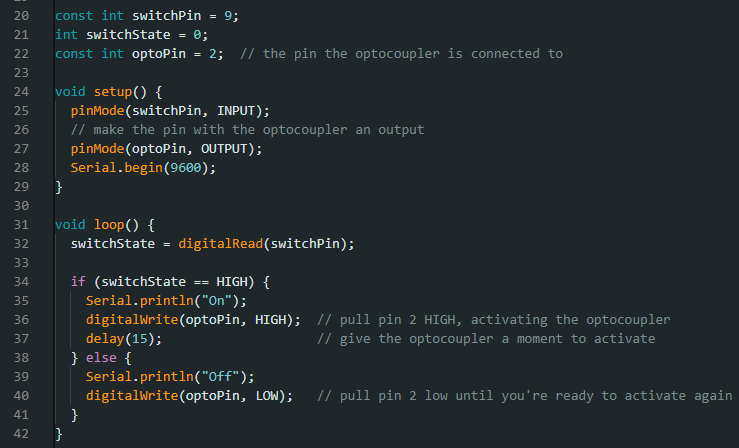 20 const int switchPin = 9;
21 int switchState = 0;
22 const int optoPin = 2;  // the pin the optocoupler is connected to
23
24 void setup() {
25   pinMode(switchPin, INPUT);
26   // make the pin with the optocoupler an output
27   pinMode(optoPin, OUTPUT);
28   Serial.begin(9600);
29 }
30
31 void loop() {
32   switchState = digitalRead(switchPin);
33
34   if (switchState == HIGH) {
35     Serial.println("On");
36     digitalWrite(optoPin, HIGH);  // pull pin 2 HIGH, activating the optocoupler
37     delay(15);                    // give the optocoupler a moment to activate
38   } else {
39     Serial.println("Off");
40     digitalWrite(optoPin, LOW);   // pull pin 2 low until you're ready to activate again
41   }
42 }